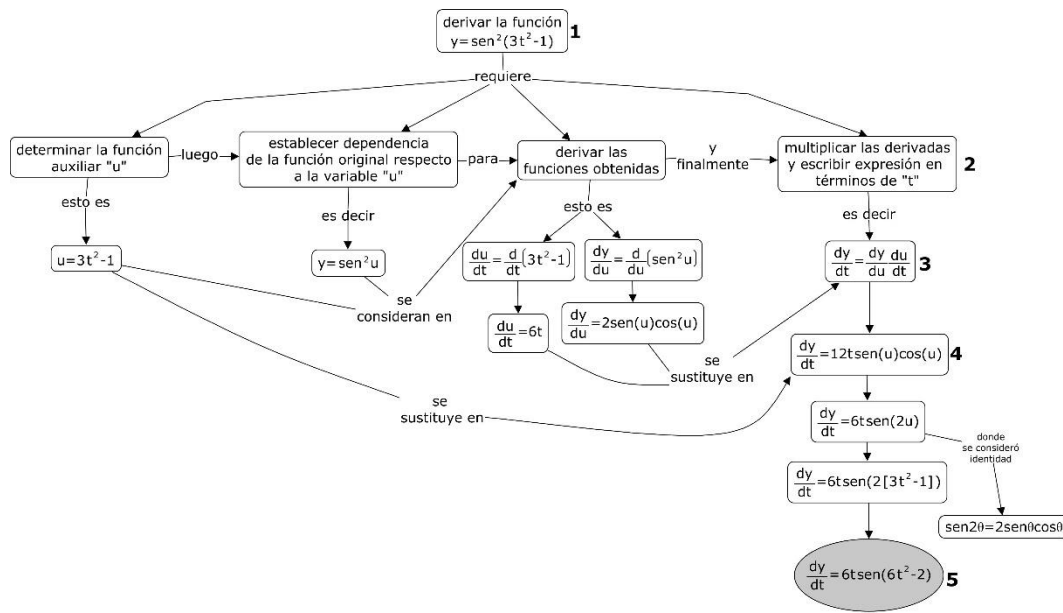 derivar la función
y=sen²(3t²-1)
1
requiere
determinar la función
auxiliar "u"
luego
establecer dependencia
de la función original respecto
a la variable "u"
para
derivar las
funciones obtenidas
y
finalmente
multiplicar las derivadas
y escribir expresión en
términos de "t"
2
esto es
es decir
esto es
es decir
u=3t²-1
y=sen²u
du/dt=d/dt(3t²-1)
dy/du=d/du(sen²u)
dy/dt=dy/du du/dt
3
se
consideran en
du/dt=6t
dy/du=2sen(u)cos(u)
se
sustituye en
dy/dt=12tsen(u)cos(u)
4
se
sustituye en
dy/dt=6tsen(2u)
donde
se consideró
identidad
dy/dt=6tsen(2[3t²-1])
sen2θ=2senθcosθ
dy/dt=6tsen(6t²-2)
5